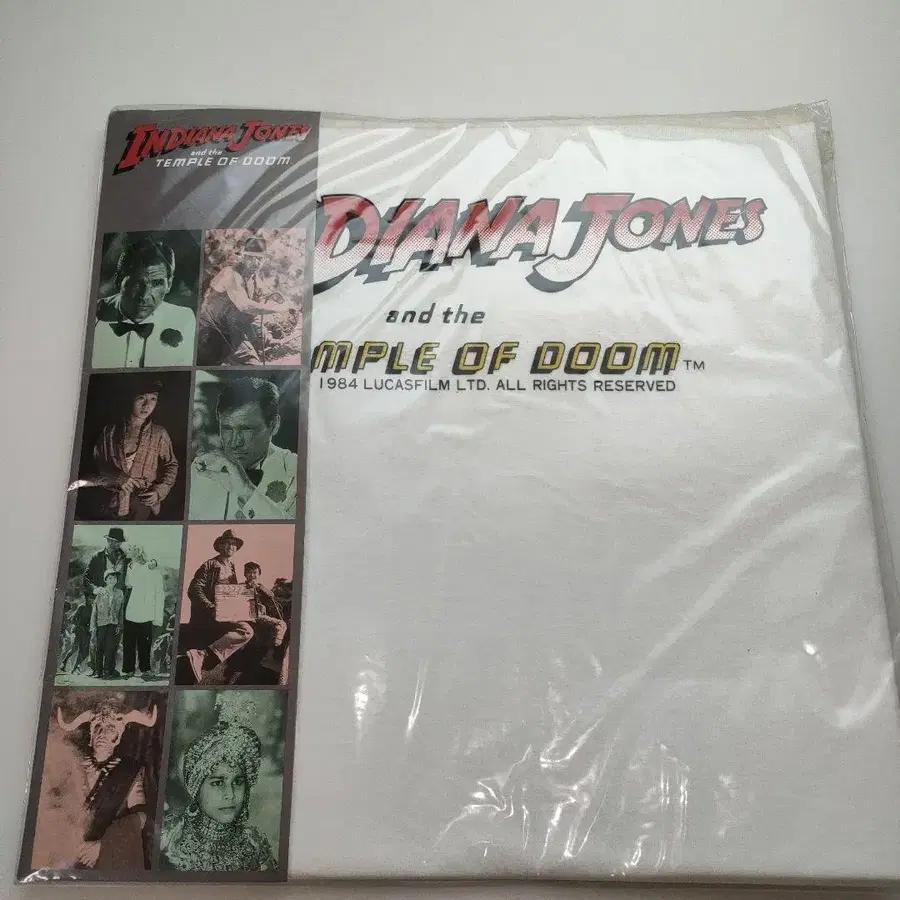 INDIANA JONES
and the
TEMPLE OF DOOM
DIANA JONES
and the
MPLE OF DOOM™
1984 LUCASFILM LTD. ALL RIGHTS RESERVED